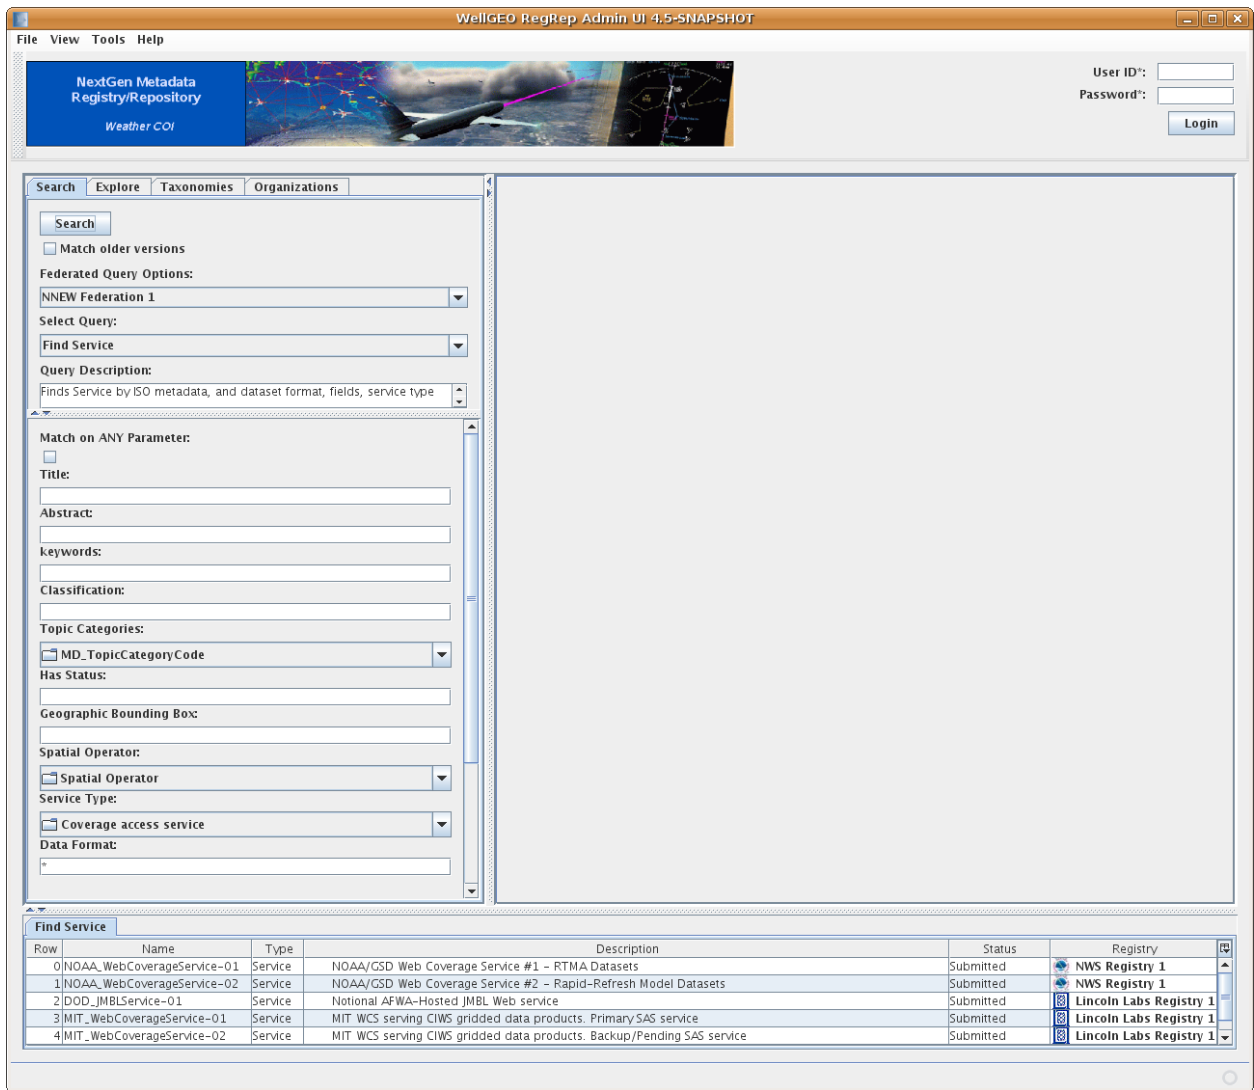 WellGEO RegRep Admin UI 4.5-SNAPSHOT
File View Tools Help
NextGen Metadata
Registry/Repository
Weather COI
User ID*:
Password*:
Login
Search Explore Taxonomies Organizations
Search
Match older versions
Federated Query Options:
NNEW Federation 1
Select Query:
Find Service
Query Description:
Finds Service by ISO metadata, and dataset format, fields, service type
Match on ANY Parameter:
Title:
Abstract:
keywords:
Classification:
Topic Categories:
MD_TopicCategoryCode
Has Status:
Geographic Bounding Box:
Spatial Operator:
Spatial Operator
Service Type:
Coverage access service
Data Format:
*
Find Service
Row Name Type Description Status Registry
0 NOAA_WebCoverageService-01 Service NOAA/GSD Web Coverage Service #1 - RTMA Datasets Submitted NWS Registry 1
1 NOAA_WebCoverageService-02 Service NOAA/GSD Web Coverage Service #2 - Rapid-Refresh Model Datasets Submitted NWS Registry 1
2 DOD_JMBLService-01 Service Notional AFWA-Hosted JMBL Web service Submitted Lincoln Labs Registry 1
3 MIT_WebCoverageService-01 Service MIT WCS serving CIWS gridded data products. Primary SAS service Submitted Lincoln Labs Registry 1
4 MIT_WebCoverageService-02 Service MIT WCS serving CIWS gridded data products. Backup/Pending SAS service Submitted Lincoln Labs Registry 1